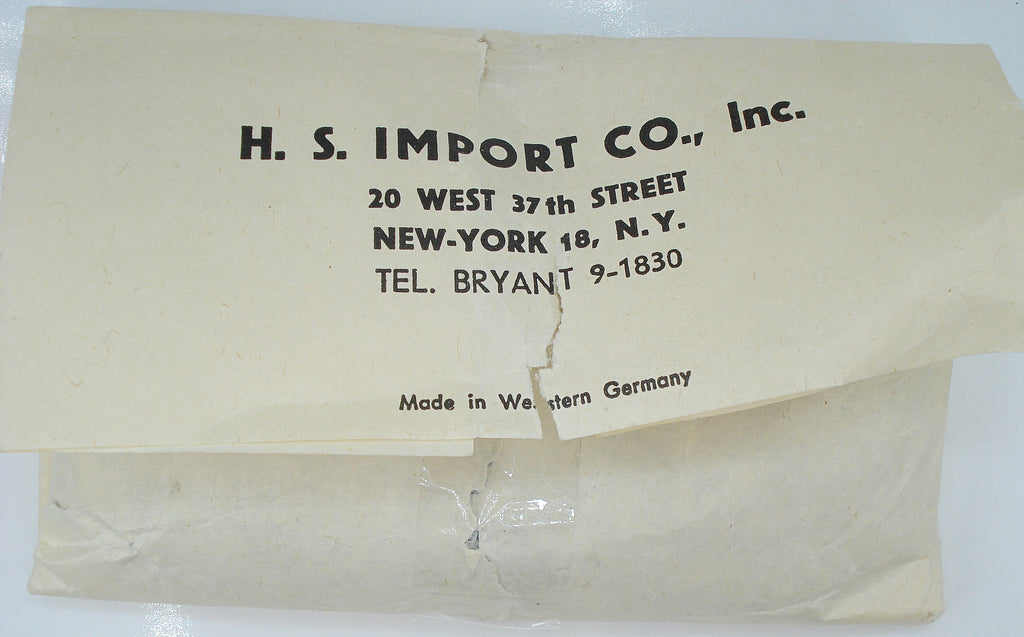 H. S. IMPORT CO., Inc.
20 WEST 37th STREET
NEW-YORK 18, N.Y.
TEL. BRYANT 9-1830
Made in Western Germany